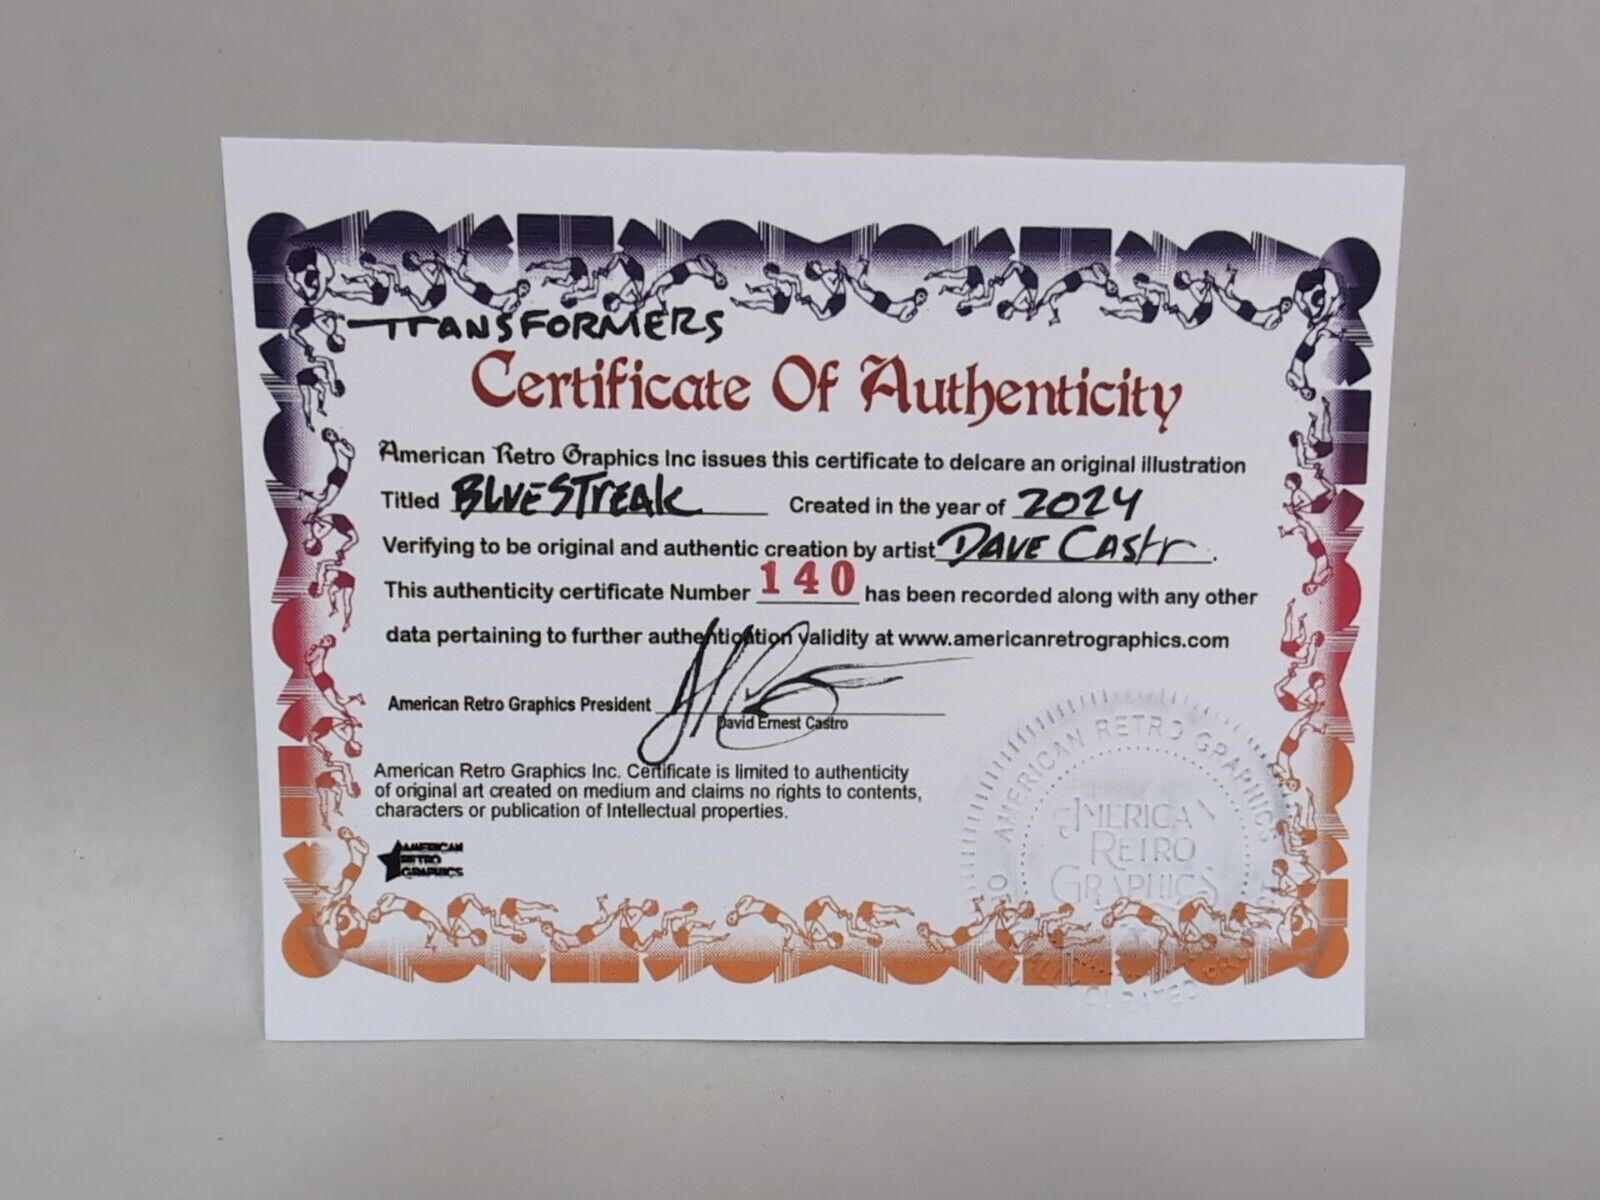 TRANSFORMERS
Certificate Of Authenticity
American Retro Graphics Inc issues this certificate to delcare an original illustration
Titled BLUESTREAK Created in the year of 2024
Verifying to be original and authentic creation by artist DAVE CASTr.
This authenticity certificate Number 140 has been recorded along with any other
data pertaining to further authentication validity at www.americanretrographics.com
American Retro Graphics President
David Ernest Castro
American Retro Graphics Inc. Certificate is limited to authenticity
of original art created on medium and claims no rights to contents,
characters or publication of Intellectual properties.
AMERICAN
RETRO
GRAPHICS
AMERICAN RETRO GRAPHICS
AMERICAN
RETRO
GRAPHICS